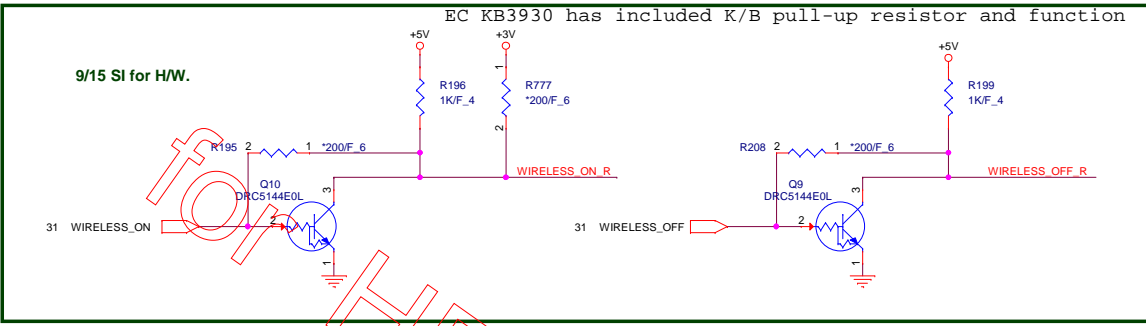 EC KB3930 has included K/B pull-up resistor and function
9/15 SI for H/W.
+5V
+3V
+5V
R196
1K/F_4
1
R777
*200/F_6
2
R199
1K/F_4
R195 2 1 *200/F_6
R208 2 1 *200/F_6
WIRELESS_ON_R
WIRELESS_OFF_R
Q10
DRC5144E0L
3
Q9
DRC5144E0L
3
31 WIRELESS_ON
2
31 WIRELESS_OFF
2
1
1
for